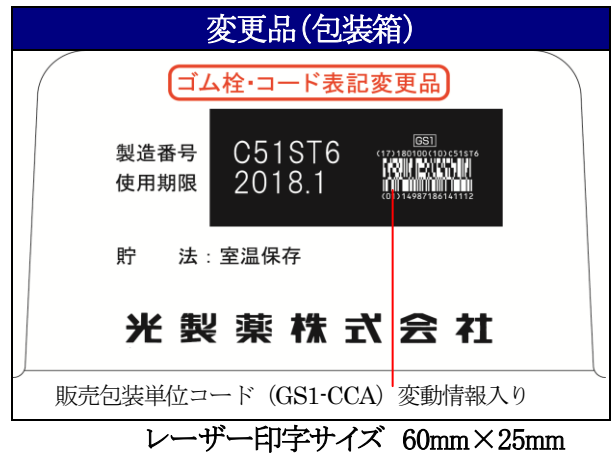 変更品(包装箱)
ゴム栓・コード表記変更品
製造番号 C51ST6
使用期限 2018.1
GS1
(17)180100(10)C51ST6
(01)14987186141112
貯 法:室温保存
光製薬株式会社
販売包装単位コード(GS1-CCA)変動情報入り
レーザー印字サイズ 60mm×25mm